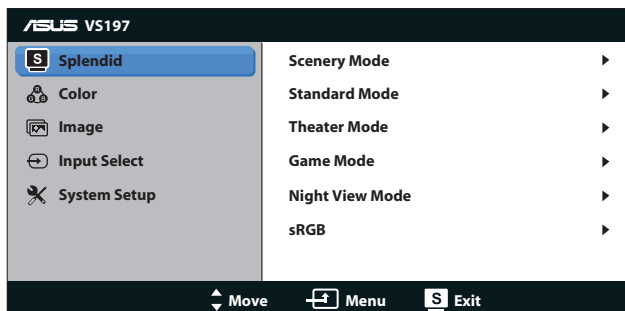 ASUS VS197
S Splendid
Color
Image
Input Select
System Setup
Scenery Mode
Standard Mode
Theater Mode
Game Mode
Night View Mode
sRGB
Move Menu S Exit